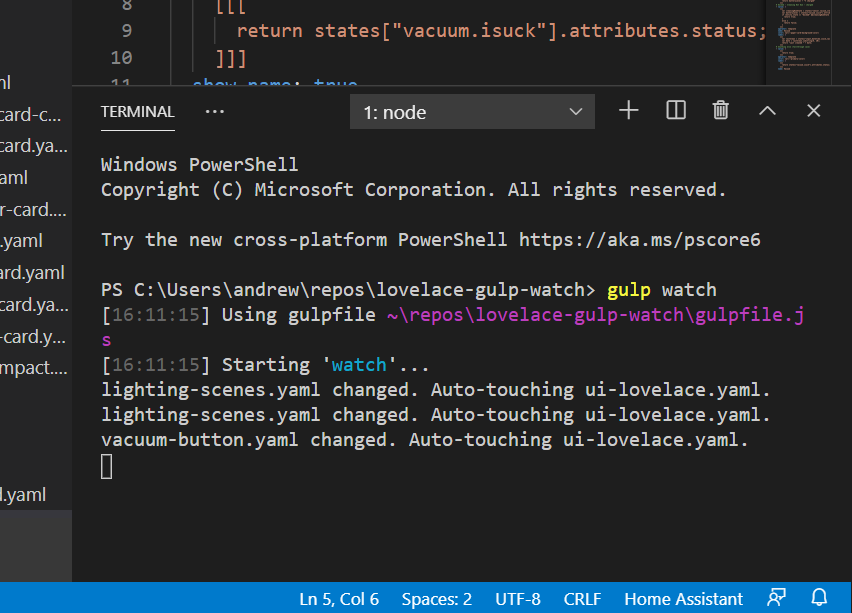 8
[[[
9
return states["vacuum.isuck"].attributes.status;
10
]]]
11
show_name: true
ml
card-c...
card.ya...
aml
r-card....
.yaml
ard.yaml
card.ya...
-card.y...
mpact....
d.yaml
TERMINAL ...
1: node
Windows PowerShell
Copyright (C) Microsoft Corporation. All rights reserved.
Try the new cross-platform PowerShell https://aka.ms/pscore6
PS C:\Users\andrew\repos\lovelace-gulp-watch> gulp watch
[16:11:15] Using gulpfile ~\repos\lovelace-gulp-watch\gulpfile.j
s
[16:11:15] Starting 'watch'...
lighting-scenes.yaml changed. Auto-touching ui-lovelace.yaml.
lighting-scenes.yaml changed. Auto-touching ui-lovelace.yaml.
vacuum-button.yaml changed. Auto-touching ui-lovelace.yaml.
Ln 5, Col 6 Spaces: 2 UTF-8 CRLF Home Assistant